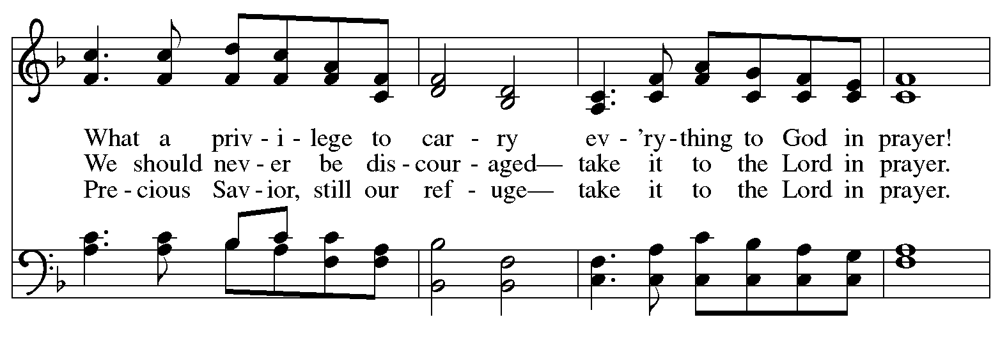 What a priv - i - lege to car - ry ev - 'ry - thing to God in prayer!
We should nev - er be dis - cour - aged— take it to the Lord in prayer.
Pre - cious Sav - ior, still our ref - uge— take it to the Lord in prayer.